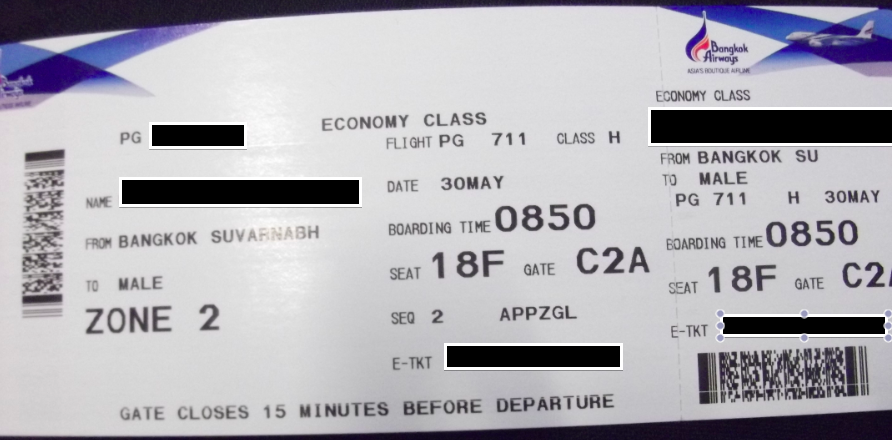 PG
ECONOMY CLASS
FLIGHT PG 711 CLASS H
DATE 30MAY
NAME
BOARDING TIME 0850
FROM BANGKOK SUVARNABH
SEAT 18F GATE C2A
TO MALE
ZONE 2
SEQ 2 APPZGL
E-TKT
GATE CLOSES 15 MINUTES BEFORE DEPARTURE
Bangkok
Airways
ASIA'S BOUTIQUE AIRLINE
ECONOMY CLASS
FROM BANGKOK SU
TO MALE
PG 711 H 30MAY
BOARDING TIME 0850
SEAT 18F GATE C2A
E-TKT